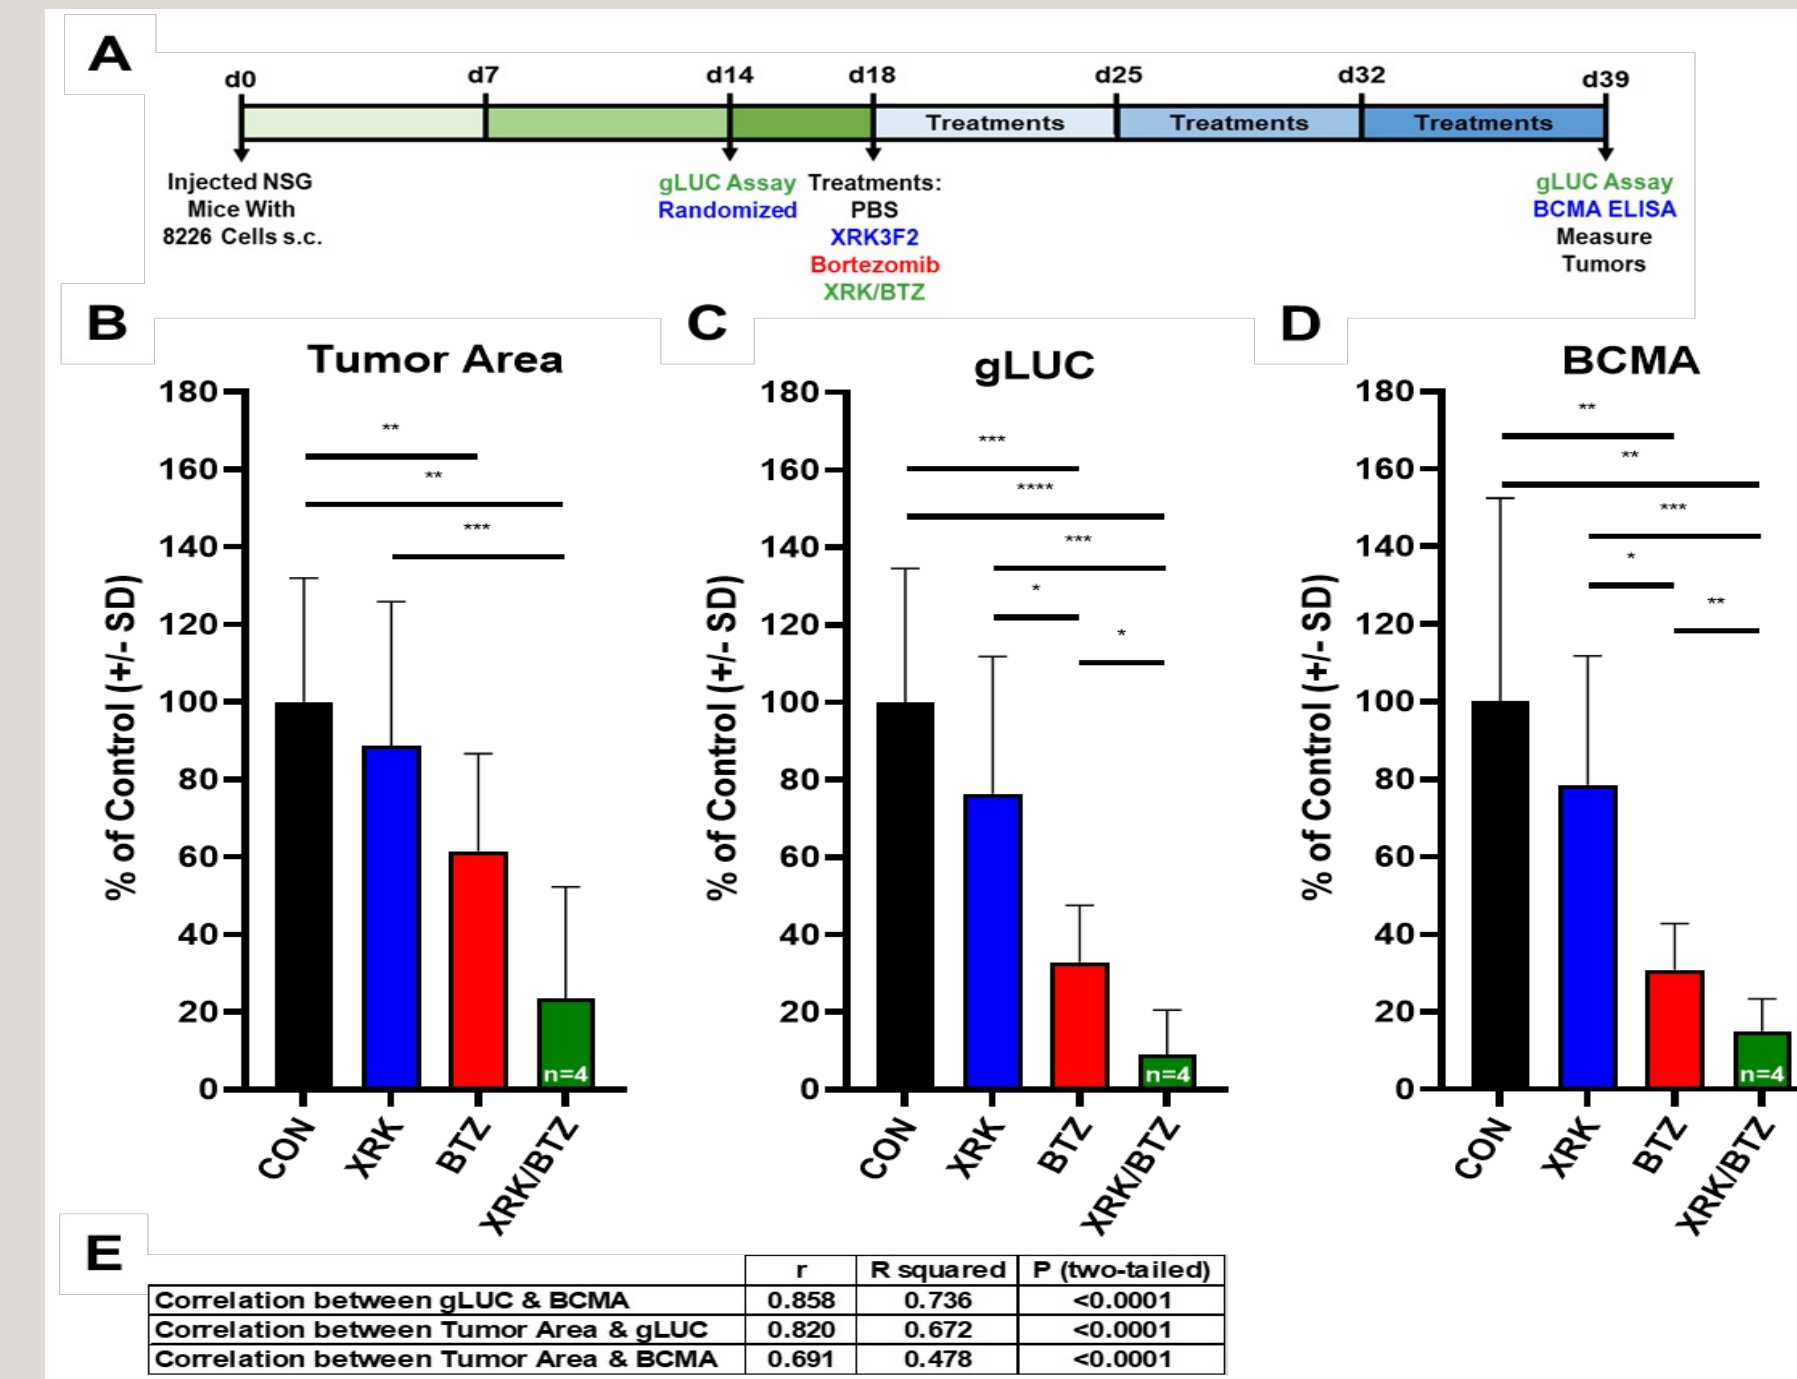 A
d0 d7 d14 d18 d25 d32 d39
Treatments Treatments Treatments
Injected NSG
Mice With
8226 Cells s.c.
gLUC Assay
Randomized
Treatments:
PBS
XRK3F2
Bortezomib
XRK/BTZ
gLUC Assay
BCMA ELISA
Measure
Tumors
B
Tumor Area
% of Control (+/- SD)
180
160
140
120
100
80
60
40
20
0
**
**
***
n=4
CON XRK BTZ XRK/BTZ
C
gLUC
% of Control (+/- SD)
180
160
140
120
100
80
60
40
20
0
***
****
***
*
*
n=4
CON XRK BTZ XRK/BTZ
D
BCMA
% of Control (+/- SD)
180
160
140
120
100
80
60
40
20
0
**
**
***
*
**
n=4
CON XRK BTZ XRK/BTZ
E
r R squared P (two-tailed)
Correlation between gLUC & BCMA 0.858 0.736 <0.0001
Correlation between Tumor Area & gLUC 0.820 0.672 <0.0001
Correlation between Tumor Area & BCMA 0.691 0.478 <0.0001